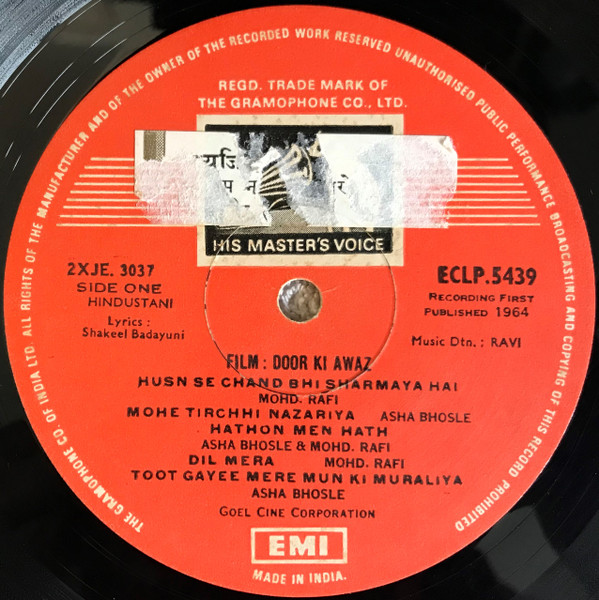 THE GRAMOPHONE CO. OF INDIA LTD. ALL RIGHTS OF THE MANUFACTURER AND OF THE OWNER OF THE RECORDED WORK RESERVED UNAUTHORISED PUBLIC PERFORMANCE BROADCASTING AND COPYING OF THIS RECORD PROHIBITED
REGD. TRADE MARK OF
THE GRAMOPHONE CO., LTD.
HIS MASTER'S VOICE
2XJE. 3037
SIDE ONE
HINDUSTANI
Lyrics :
Shakeel Badayuni
ECLP.5439
RECORDING FIRST
PUBLISHED 1964
Music Dtn. : RAVI
FILM : DOOR KI AWAZ
HUSN SE CHAND BHI SHARMAYA HAI
MOHD. RAFI
MOHE TIRCHHI NAZARIYA ASHA BHOSLE
HATHON MEN HATH
ASHA BHOSLE & MOHD. RAFI
DIL MERA MOHD. RAFI
TOOT GAYEE MERE MUN KI MURALIYA
ASHA BHOSLE
GOEL CINE CORPORATION
EMI
MADE IN INDIA.